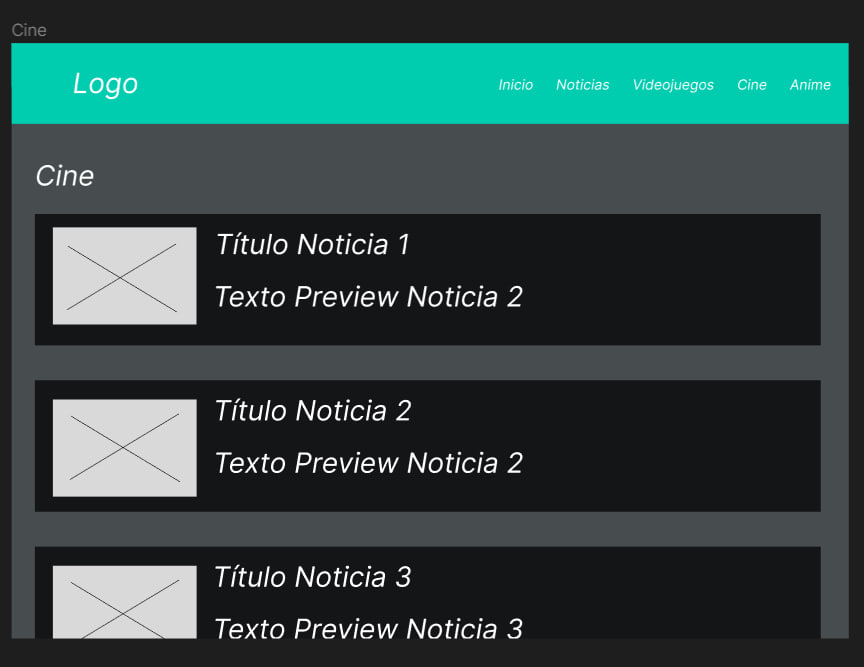 Cine
Logo
Inicio Noticias Videojuegos Cine Anime
Cine
Título Noticia 1
Texto Preview Noticia 2
Título Noticia 2
Texto Preview Noticia 2
Título Noticia 3
Texto Preview Noticia 3